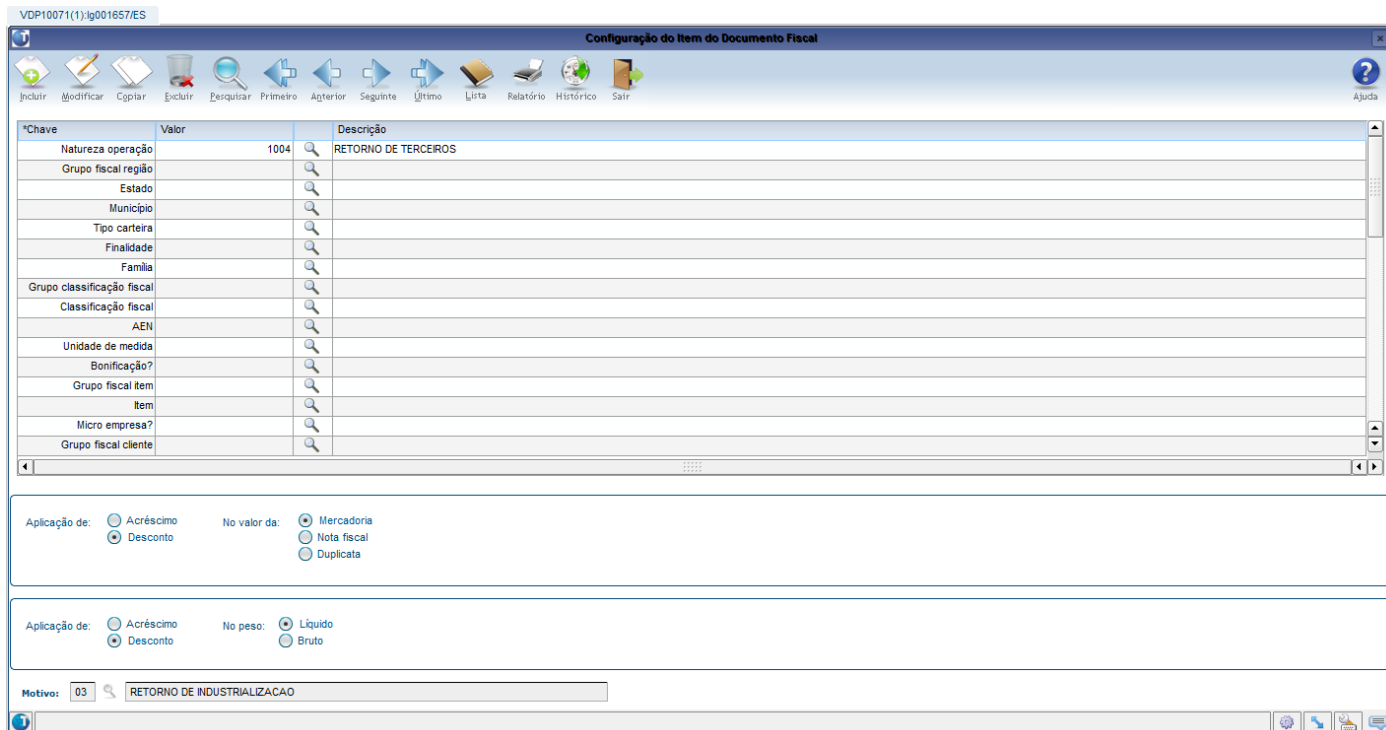 VDP10071(1):lg001657/ES
Configuração do Item do Documento Fiscal
Incluir Modificar Copiar Excluir Pesquisar Primeiro Anterior Seguinte Último Lista Relatório Histórico Sair Ajuda
*Chave Valor Descrição
Natureza operação 1004 RETORNO DE TERCEIROS
Grupo fiscal região
Estado
Município
Tipo carteira
Finalidade
Família
Grupo classificação fiscal
Classificação fiscal
AEN
Unidade de medida
Bonificação?
Grupo fiscal item
Item
Micro empresa?
Grupo fiscal cliente
Aplicação de: Acréscimo No valor da: Mercadoria
Desconto Nota fiscal
Duplicata
Aplicação de: Acréscimo No peso: Líquido
Desconto Bruto
Motivo: 03 RETORNO DE INDUSTRIALIZACAO